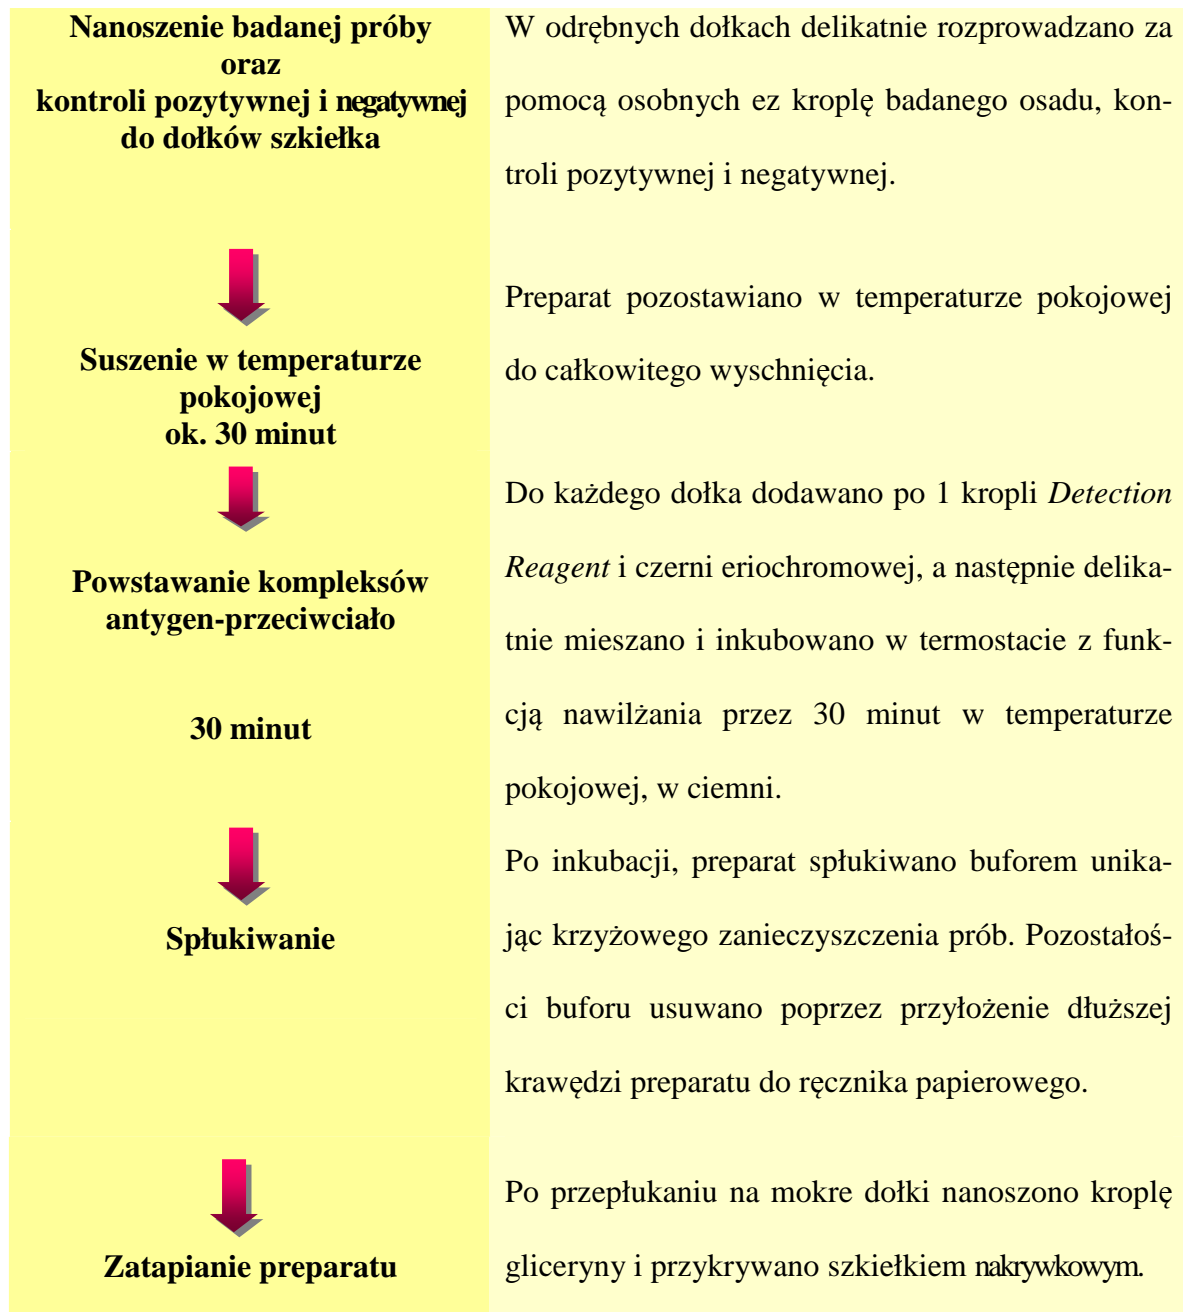 Nanoszenie badanej próby
oraz
kontroli pozytywnej i negatywnej
do dołków szkiełka
W odrębnych dołkach delikatnie rozprowadzano za
pomocą osobnych ez kroplę badanego osadu, kon-
troli pozytywnej i negatywnej.
Suszenie w temperaturze
pokojowej
ok. 30 minut
Preparat pozostawiano w temperaturze pokojowej
do całkowitego wyschnięcia.
Powstawanie kompleksów
antygen-przeciwciało
30 minut
Do każdego dołka dodawano po 1 kropli Detection
Reagent i czerni eriochromowej, a następnie delika-
tnie mieszano i inkubowano w termostacie z funk-
cją nawilżania przez 30 minut w temperaturze
pokojowej, w ciemni.
Spłukiwanie
Po inkubacji, preparat spłukiwano buforem unika-
jąc krzyżowego zanieczyszczenia prób. Pozostałoś-
ci buforu usuwano poprzez przyłożenie dłuższej
krawędzi preparatu do ręcznika papierowego.
Zatapianie preparatu
Po przepłukaniu na mokre dołki nanoszono kroplę
gliceryny i przykrywano szkiełkiem nakrywkowym.